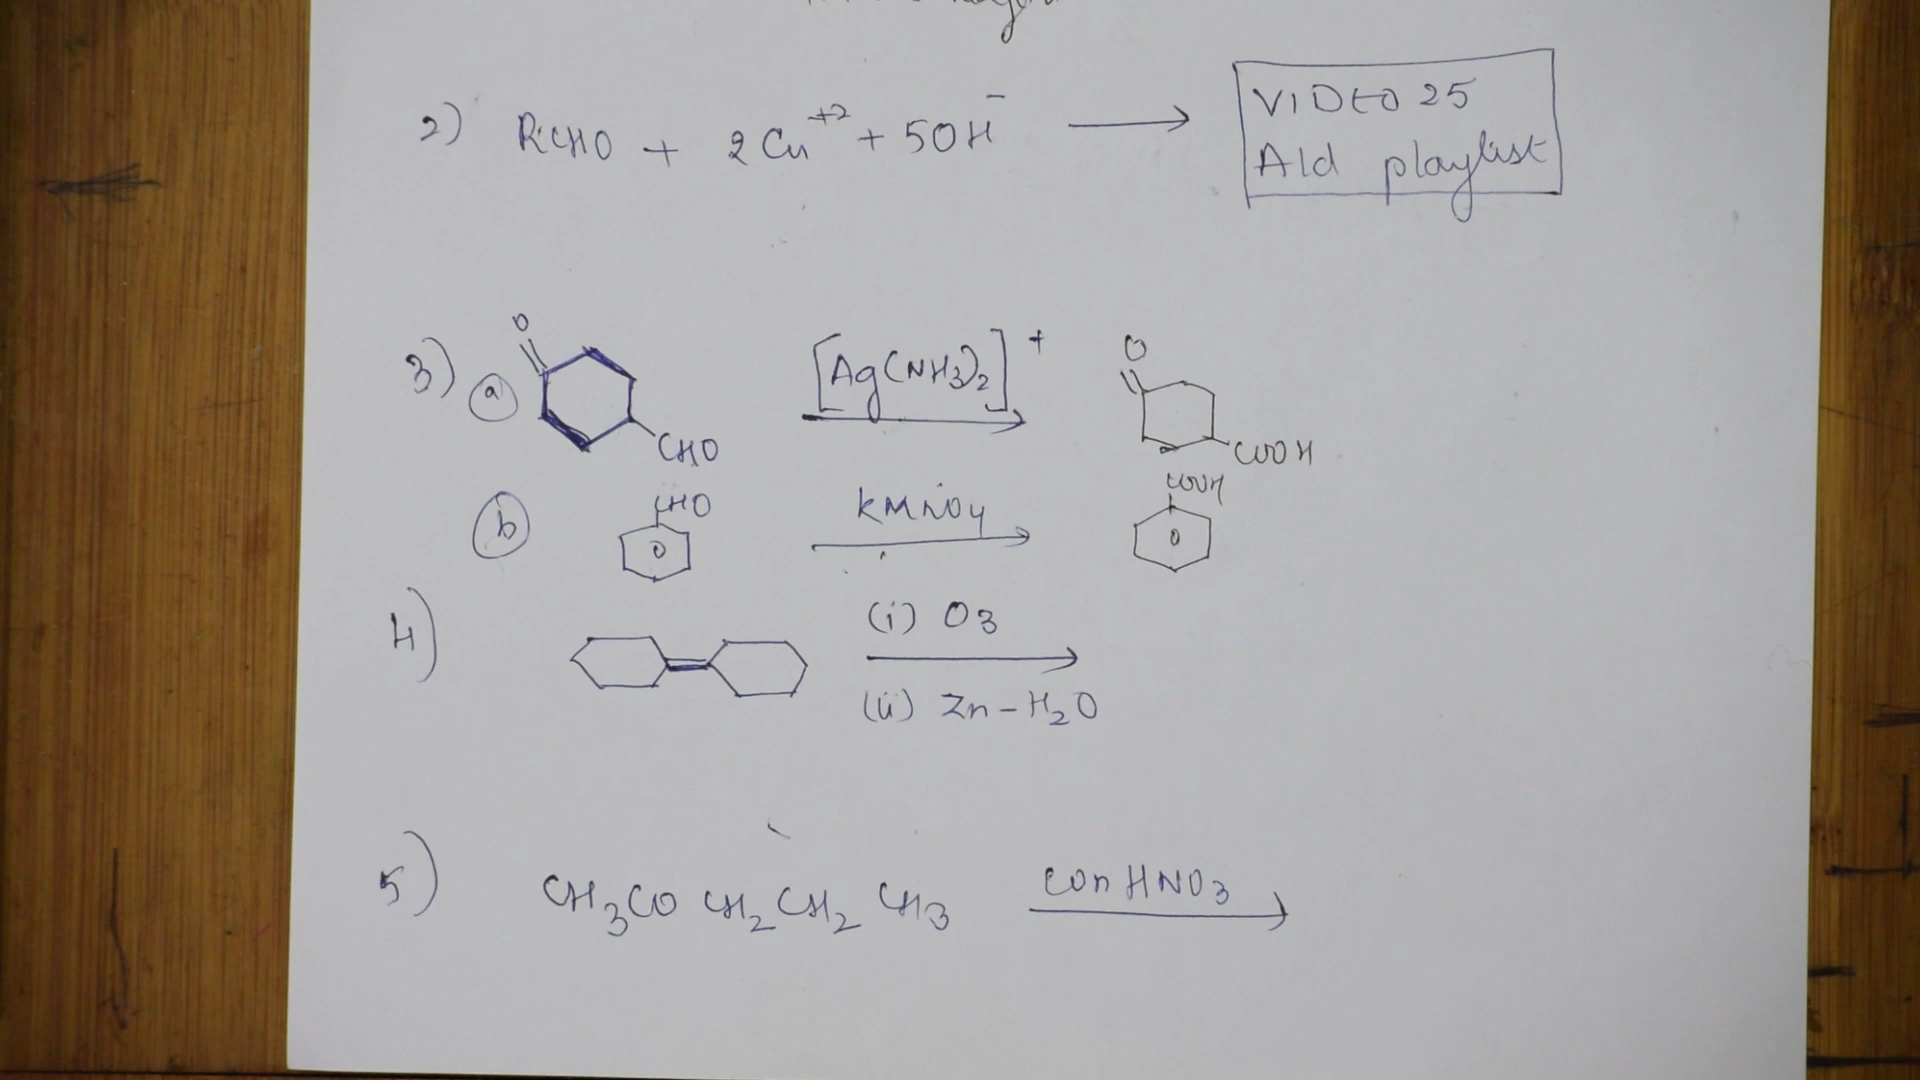 2) RCHO + 2Cu+2 + 5OH− ⟶ VIDEO 25
Ald playlist
3) (a) O CHO [Ag(NH3)2]+ O COOH
(b) CHO KMnO4 COOH
4) (i) O3
(ii) Zn-H2O
5) CH3CO CH2CH2 CH3 con HNO3